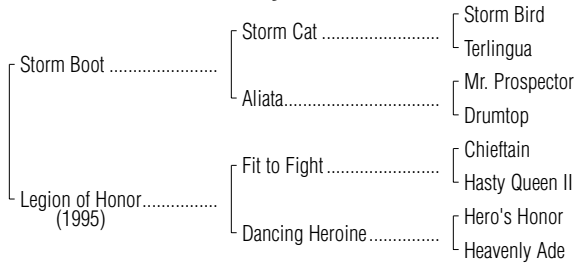 Storm Bird
Storm Cat ........................
Terlingua
Storm Boot ......................
Mr. Prospector
Aliata................................
Drumtop
Chieftain
Fit to Fight .......................
Hasty Queen II
Legion of Honor...............
(1995)
Hero's Honor
Dancing Heroine..............
Heavenly Ade